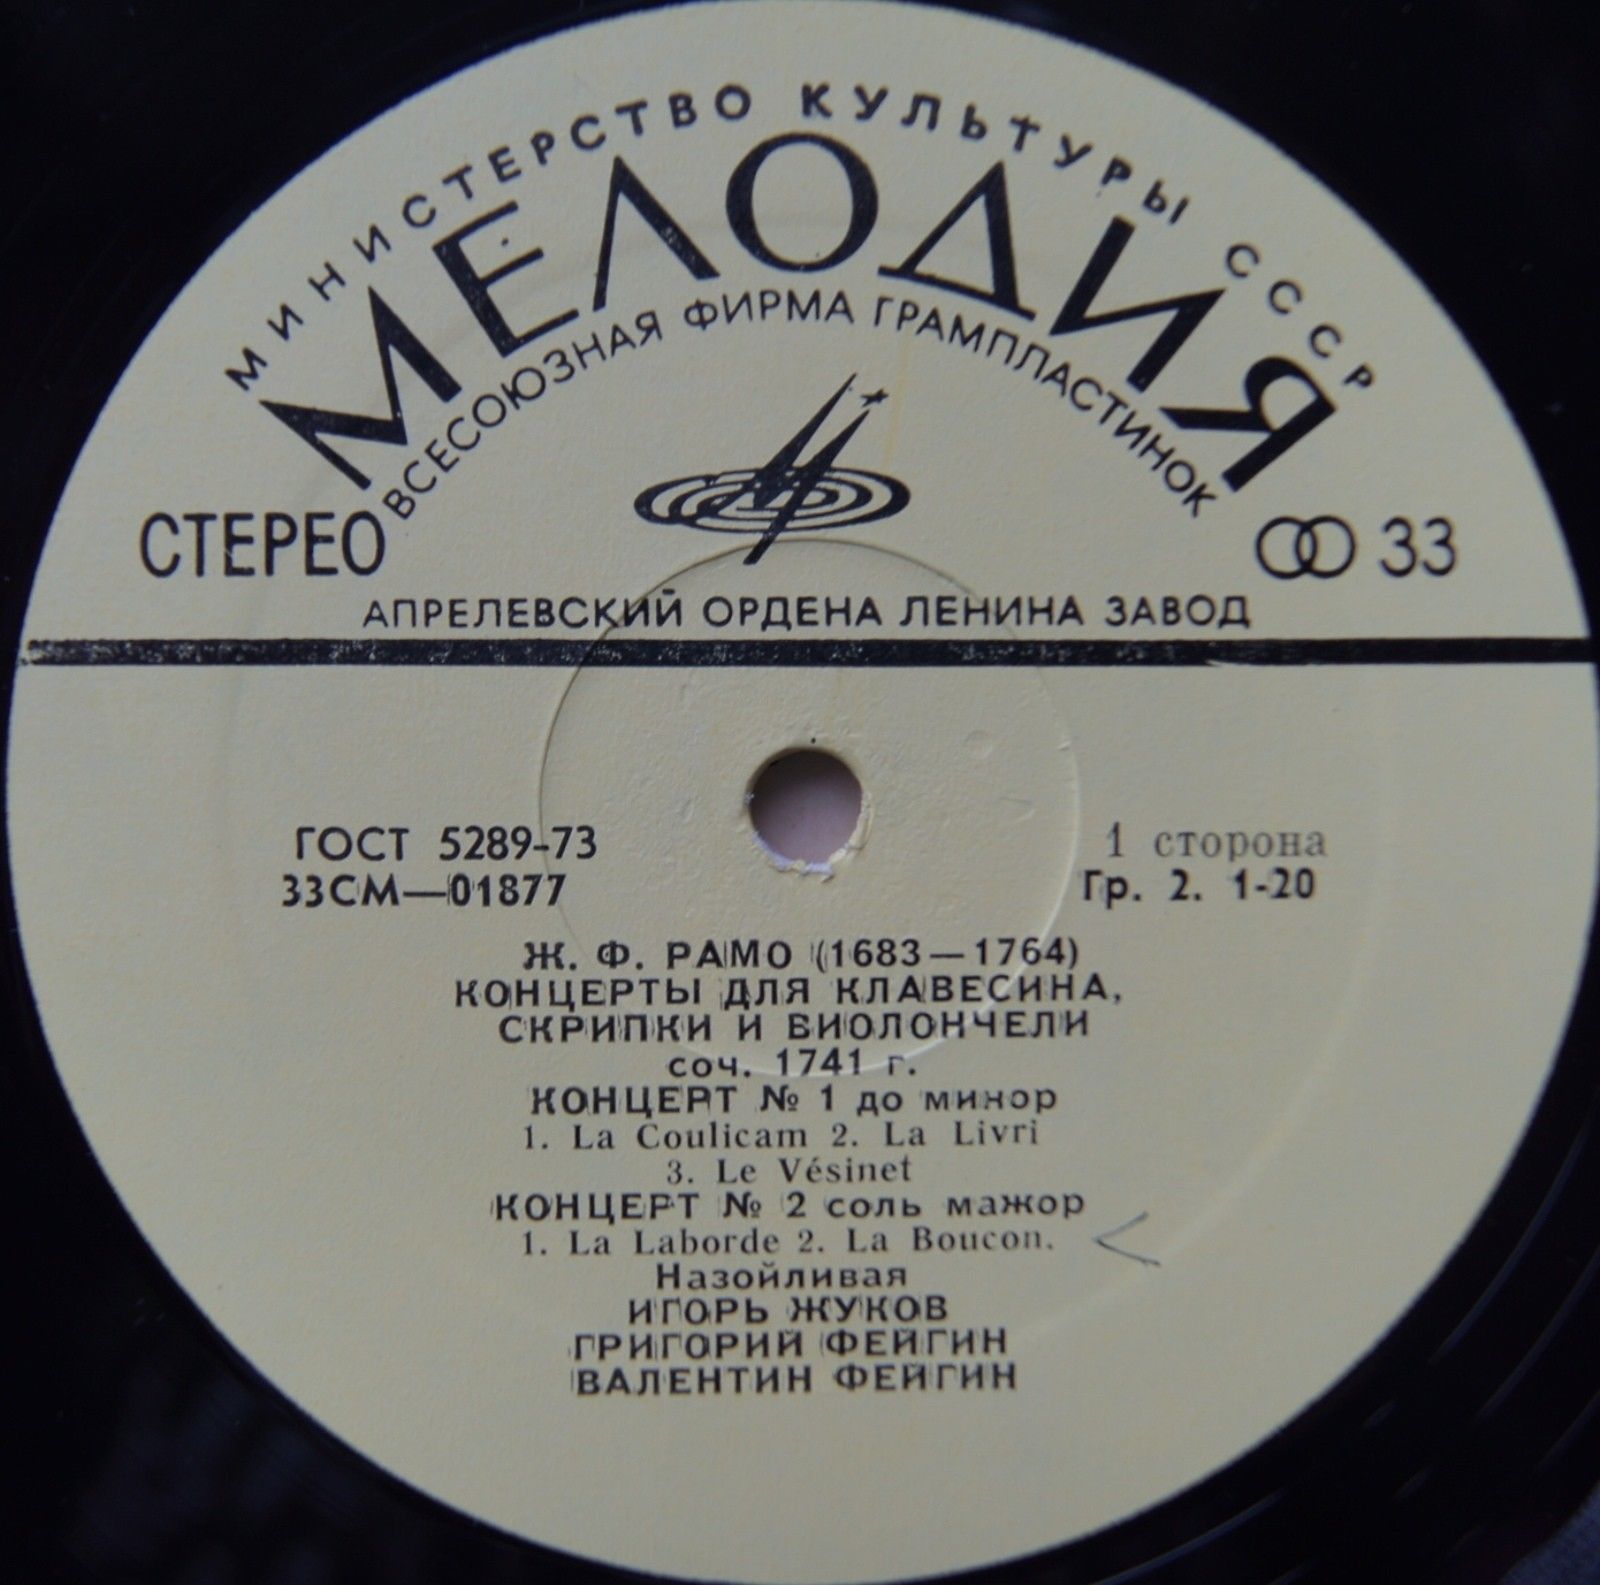 МИНИСТЕРСТВО КУЛЬТУРЫ СССР
МЕЛОДИЯ
ВСЕСОЮЗНАЯ ФИРМА ГРАМПЛАСТИНОК
СТЕРЕО
33
АПРЕЛЕВСКИЙ ОРДЕНА ЛЕНИНА ЗАВОД
ГОСТ 5289-73
33СМ—01877
1 сторона
Гр. 2. 1-20
Ж. Ф. РАМО (1683—1764)
КОНЦЕРТЫ ДЛЯ КЛАВЕСИНА,
СКРИПКИ И ВИОЛОНЧЕЛИ
соч. 1741 г.
КОНЦЕРТ № 1 до минор
1. La Coulicam 2. La Livri
3. Le Vésinet
КОНЦЕРТ № 2 соль мажор
1. La Laborde 2. La Boucon.
Назойливая
ИГОРЬ ЖУКОВ
ГРИГОРИЙ ФЕЙГИН
ВАЛЕНТИН ФЕЙГИН